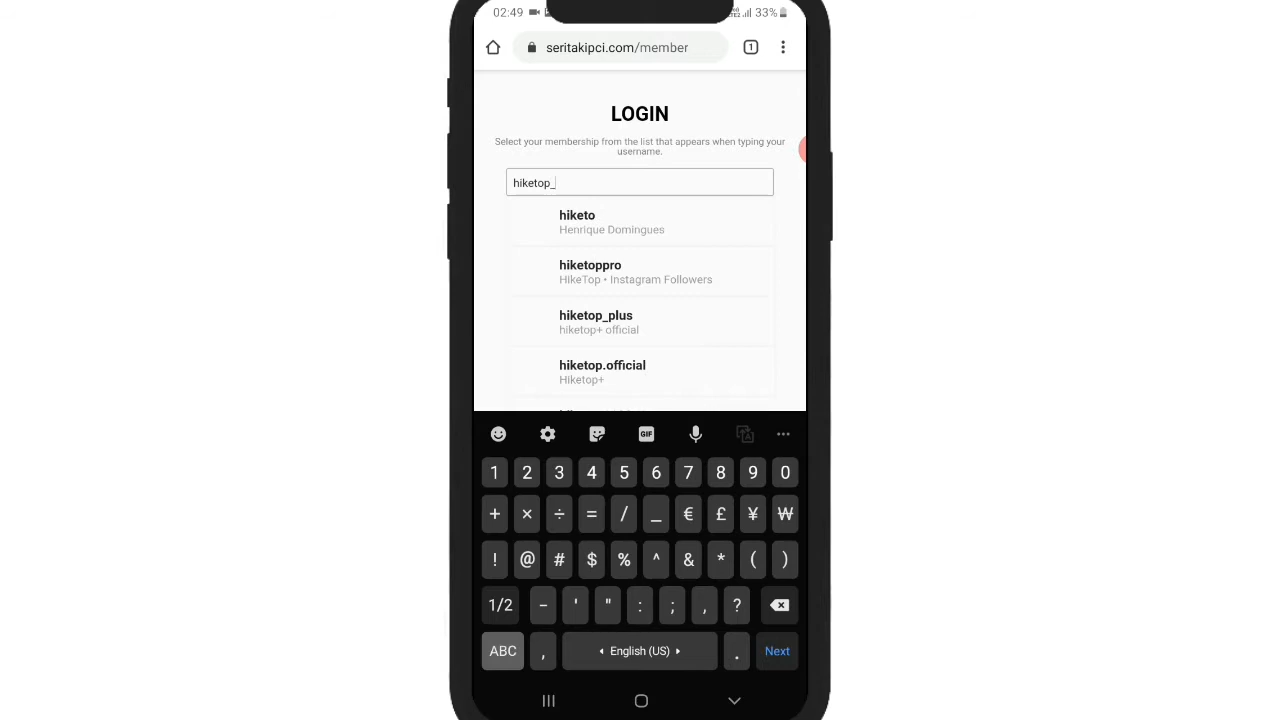 02:49 33%
seritakipci.com/member 1
LOGIN
Select your membership from the list that appears when typing your
username.
hiketop_
hiketo
Henrique Domingues
hiketoppro
HikeTop • Instagram Followers
hiketop_plus
hiketop+ official
hiketop.official
Hiketop+
GIF
1 2 3 4 5 6 7 8 9 0
+ × ÷ = / _ € £ ¥ ₩
! @ # $ % ^ & * ( )
1/2 - ' " : ; , ?
ABC , English (US) . Next